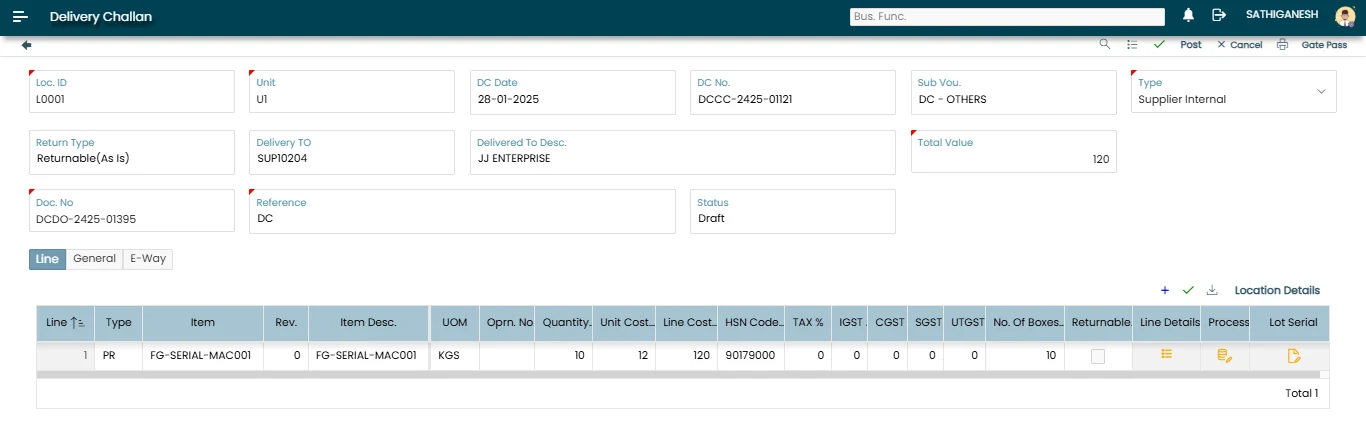 Delivery Challan
Bus. Func.
SATHIGANESH
Post
Cancel
Gate Pass
Loc. ID
L0001
Unit
U1
DC Date
28-01-2025
DC No.
DCCC-2425-01121
Sub Vou.
DC - OTHERS
Type
Supplier Internal
Return Type
Returnable(As Is)
Delivery TO
SUP10204
Delivered To Desc.
JJ ENTERPRISE
Total Value
120
Doc. No
DCDO-2425-01395
Reference
DC
Status
Draft
Line General E-Way
Location Details
Line Type Item Rev. Item Desc. UOM Oprn. No Quantity.. Unit Cost... Line Cost... HSN Code... TAX % IGST . CGST SGST UTGST No. Of Boxes... Returnable. Line Details Process Lot Serial
1 PR FG-SERIAL-MAC001 0 FG-SERIAL-MAC001 KGS 10 12 120 90179000 0 0 0 0 0 10
Total 1